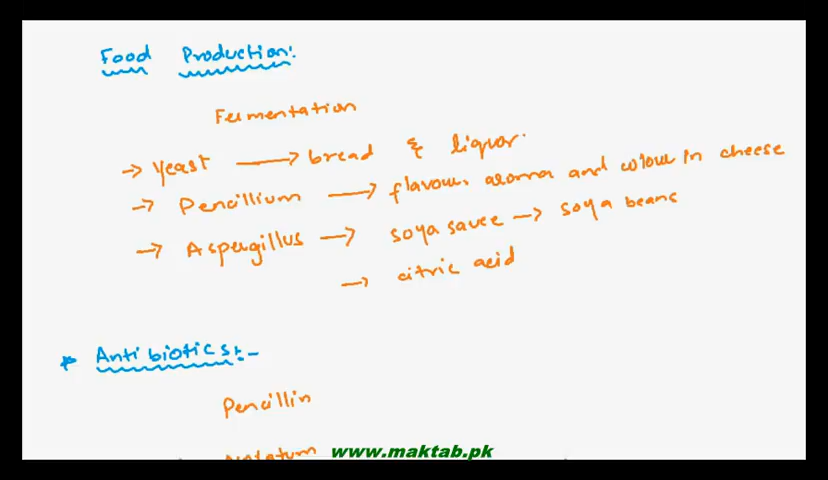 Food Production:
Fermentation
→ Yeast → bread & liquor.
→ Pencillium → flavour, aroma and colour in cheese
→ Aspergillus → soya sauce → soya beans
→ citric acid
* Antibiotics:-
Pencillin
www.maktab.pk